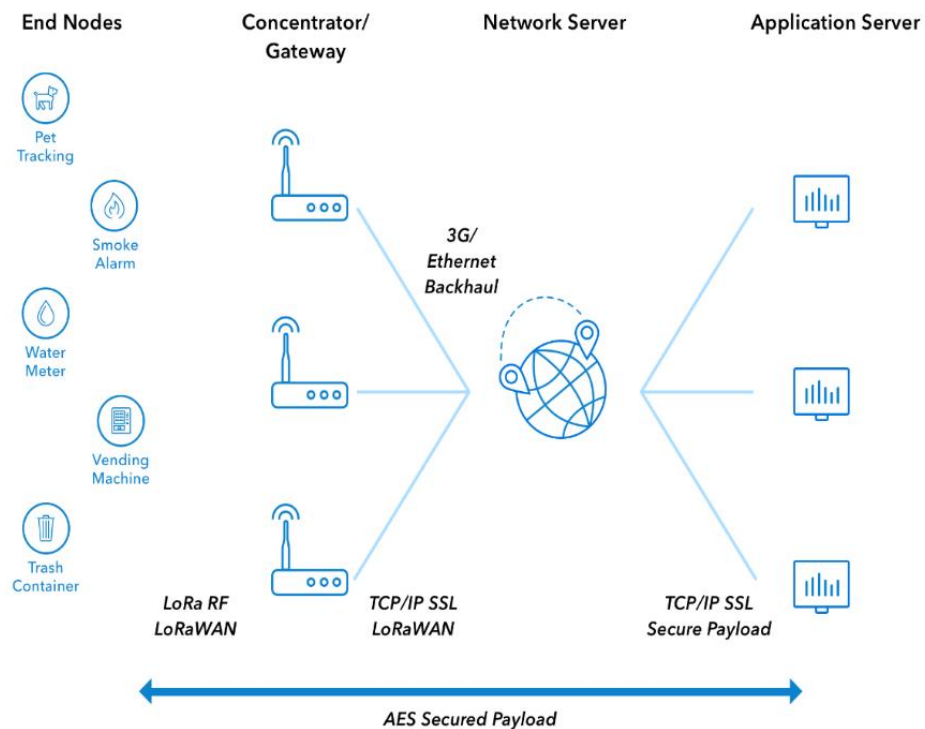 End Nodes
Concentrator/
Gateway
Network Server
Application Server
Pet
Tracking
Smoke
Alarm
Water
Meter
Vending
Machine
Trash
Container
3G/
Ethernet
Backhaul
LoRa RF
LoRaWAN
TCP/IP SSL
LoRaWAN
TCP/IP SSL
Secure Payload
AES Secured Payload